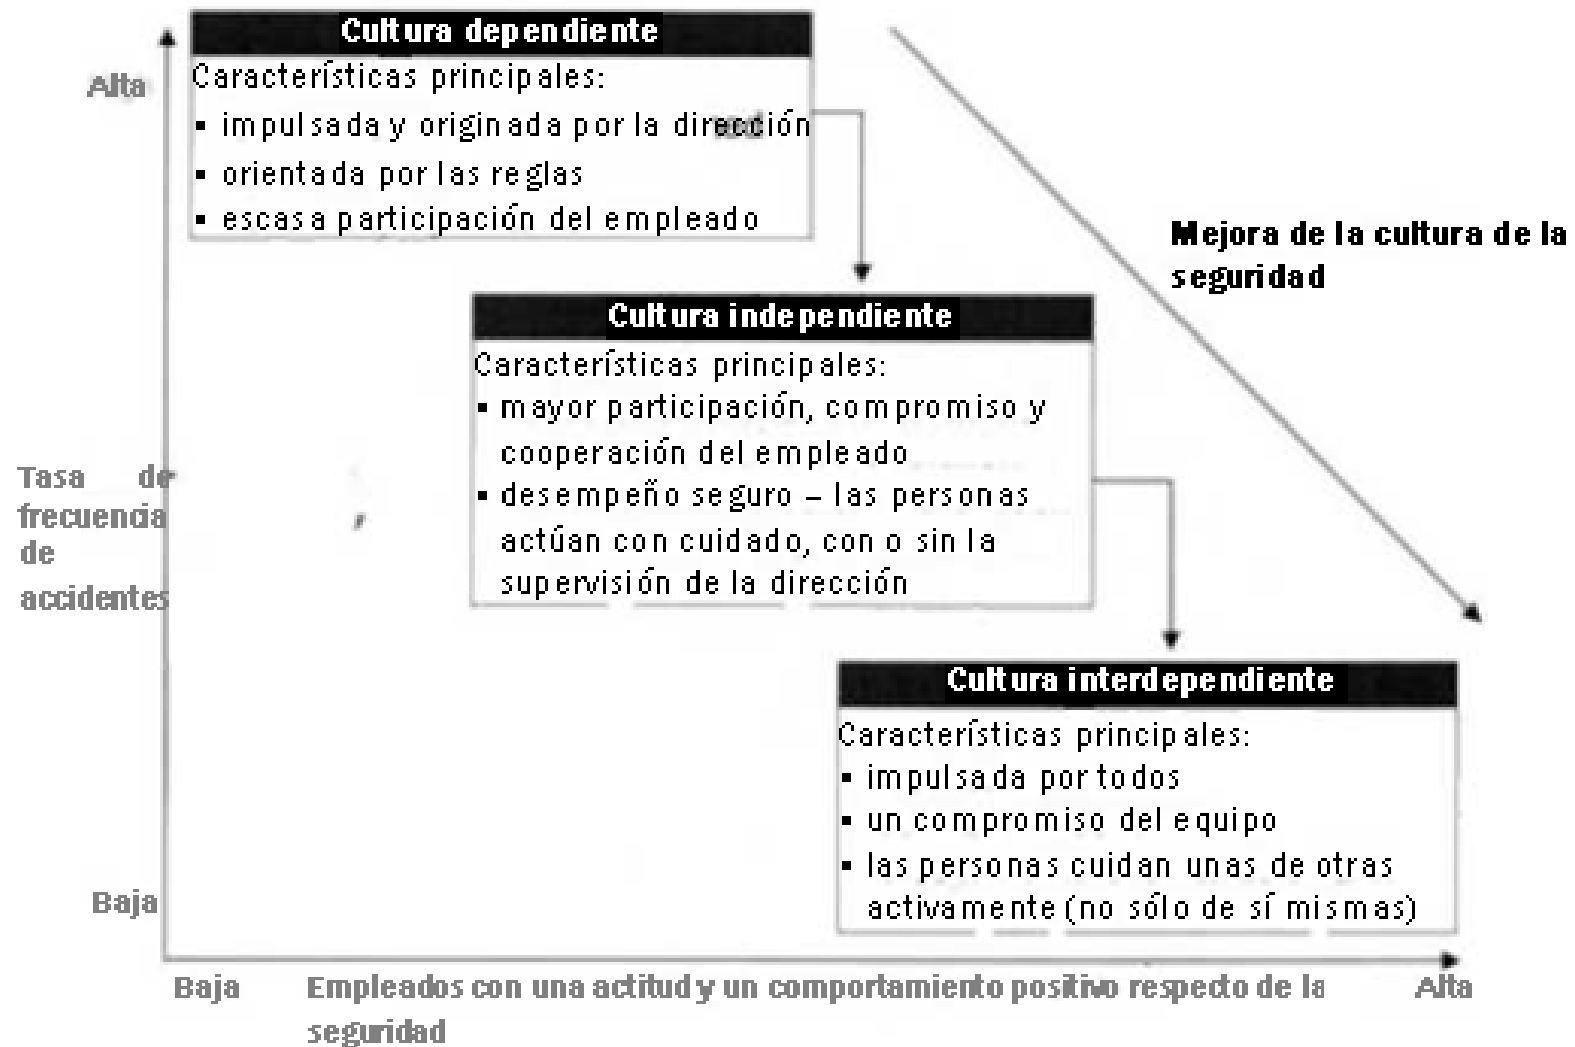 Cultura dependiente
Alta
Características principales:
▪ impulsada y originada por la dirección
▪ orientada por las reglas
▪ escasa participación del empleado
Mejora de la cultura de la
seguridad
Cultura independiente
Características principales:
▪ mayor participación, compromiso y
cooperación del empleado
▪ desempeño seguro – las personas
actúan con cuidado, con o sin la
supervisión de la dirección
Tasa de
frecuencia
de
accidentes
Cultura interdependiente
Características principales:
▪ impulsada por todos
▪ un compromiso del equipo
▪ las personas cuidan unas de otras
activamente (no sólo de sí mismas)
Baja
Baja
Empleados con una actitud y un comportamiento positivo respecto de la
seguridad
Alta